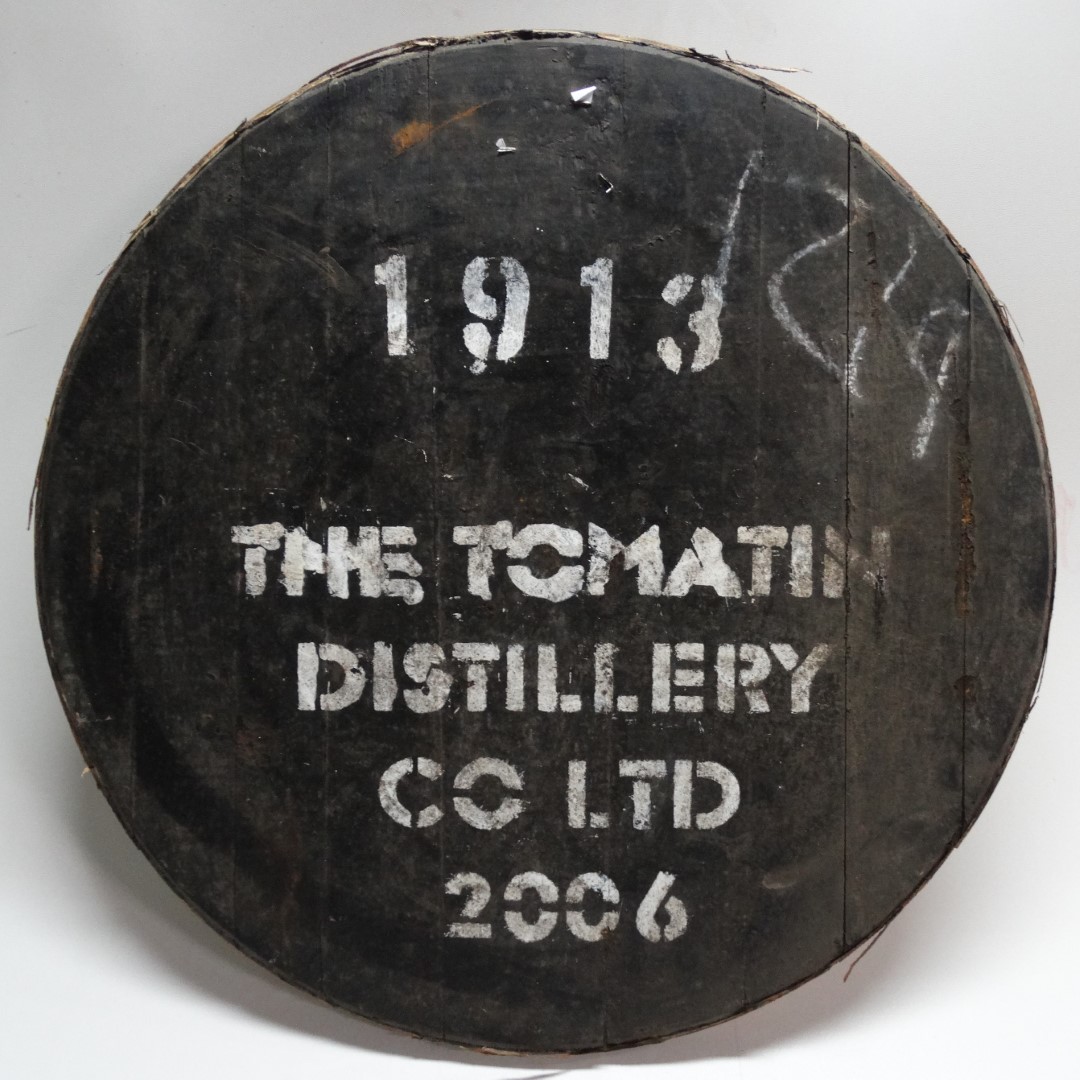 1913
THE TOMATIN
DISTILLERY
CO LTD
2006